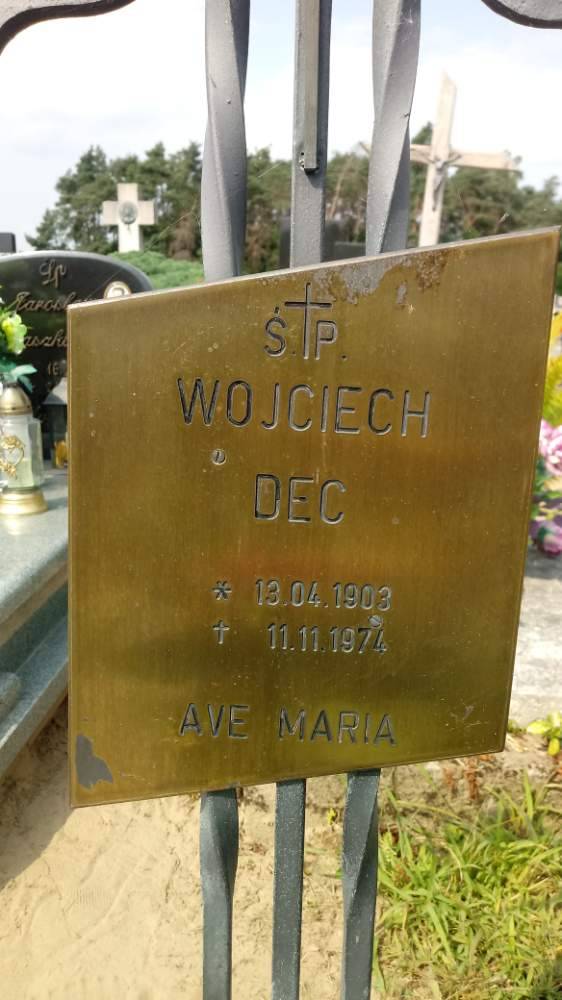 Ś.†P.
WOJCIECH
DEC
* 13.04.1903
† 11.11.1974
AVE MARIA
Śp